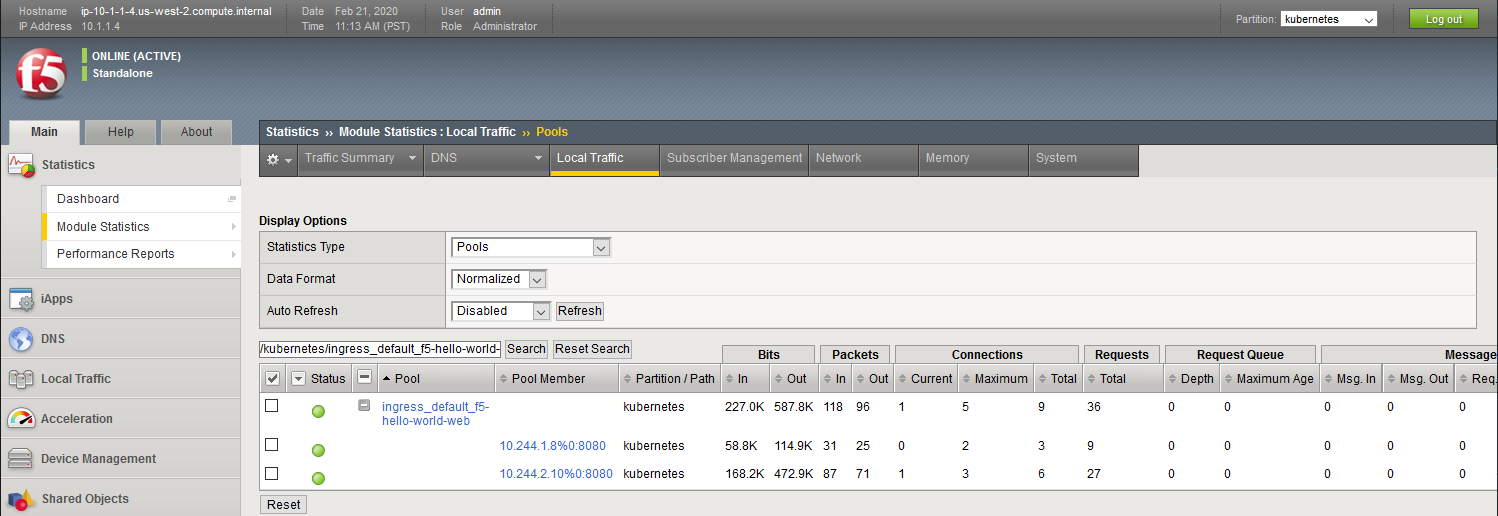 Hostname ip-10-1-1-4.us-west-2.compute.internal Date Feb 21, 2020 User admin
IP Address 10.1.1.4 Time 11:13 AM (PST) Role Administrator
Partition: kubernetes Log out
f5
ONLINE (ACTIVE)
Standalone
Main Help About
Statistics
Dashboard
Module Statistics
Performance Reports
iApps
DNS
Local Traffic
Acceleration
Device Management
Shared Objects
Statistics ›› Module Statistics : Local Traffic ›› Pools
Traffic Summary DNS Local Traffic Subscriber Management Network Memory System
Display Options
Statistics Type Pools
Data Format Normalized
Auto Refresh Disabled Refresh
/kubernetes/ingress_default_f5-hello-world- Search Reset Search
Bits Packets Connections Requests Request Queue Message
Status Pool Pool Member Partition / Path In Out In Out Current Maximum Total Total Depth Maximum Age Msg. In Msg. Out Req.
ingress_default_f5- kubernetes 227.0K 587.8K 118 96 1 5 9 36 0 0 0 0 0
hello-world-web
10.244.1.8%0:8080 kubernetes 58.8K 114.9K 31 25 0 2 3 9 0 0 0 0 0
10.244.2.10%0:8080 kubernetes 168.2K 472.9K 87 71 1 3 6 27 0 0 0 0 0
Reset